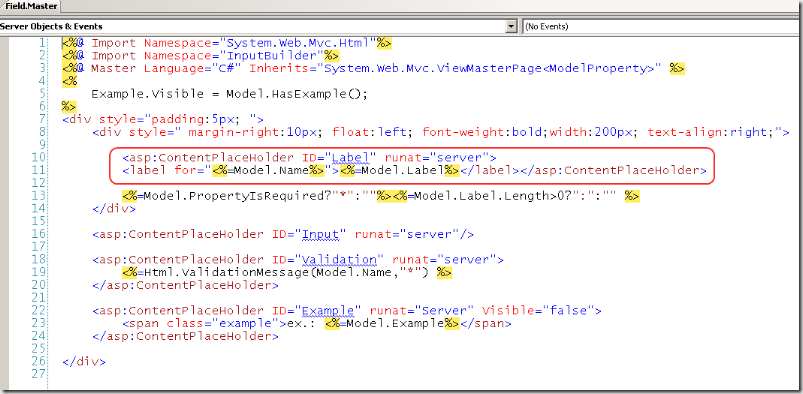 Field.Master
Server Objects & Events
(No Events)
1 <%@ Import Namespace="System.Web.Mvc.Html"%>
2 <%@ Import Namespace="InputBuilder"%>
3 <%@ Master Language="C#" Inherits="System.Web.Mvc.ViewMasterPage<ModelProperty>" %>
4 <%
5 Example.Visible = Model.HasExample();
6 %>
7 <div style="padding:5px; ">
8 <div style=" margin-right:10px; float:left; font-weight:bold;width:200px; text-align:right;">
9
10 <asp:ContentPlaceHolder ID="Label" runat="server">
11 <label for="<%=Model.Name%>"><%=Model.Label%></label></asp:ContentPlaceHolder>
12
13 <%=Model.PropertyIsRequired?"*":""%><%=Model.Label.Length>0?":":"" %>
14 </div>
15
16 <asp:ContentPlaceHolder ID="Input" runat="server"/>
17
18 <asp:ContentPlaceHolder ID="Validation" runat="server">
19 <%=Html.ValidationMessage(Model.Name,"*") %>
20 </asp:ContentPlaceHolder>
21
22 <asp:ContentPlaceHolder ID="Example" runat="Server" Visible="false">
23 <span class="example">ex.: <%=Model.Example%></span>
24 </asp:ContentPlaceHolder>
25
26 </div>
27